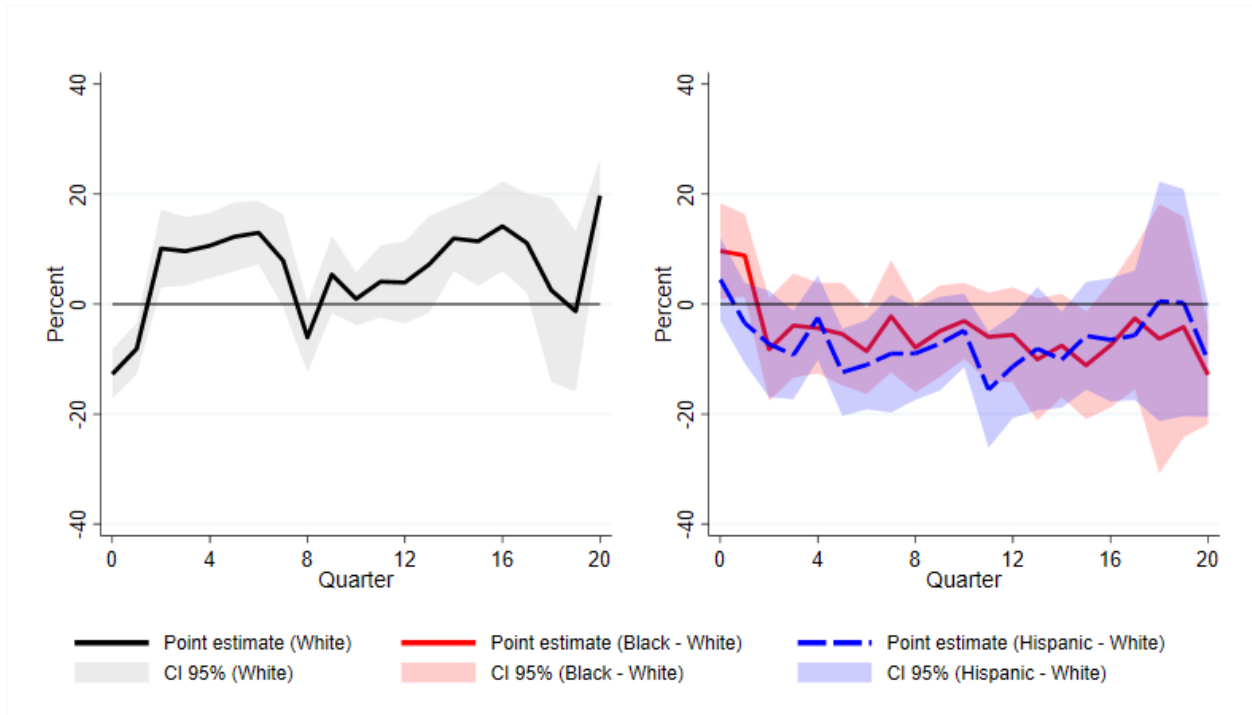 40
20
0
-20
-40
Percent
0 4 8 12 16 20
Quarter
40
20
0
-20
-40
Percent
0 4 8 12 16 20
Quarter
Point estimate (White) Point estimate (Black - White) Point estimate (Hispanic - White)
CI 95% (White) CI 95% (Black - White) CI 95% (Hispanic - White)